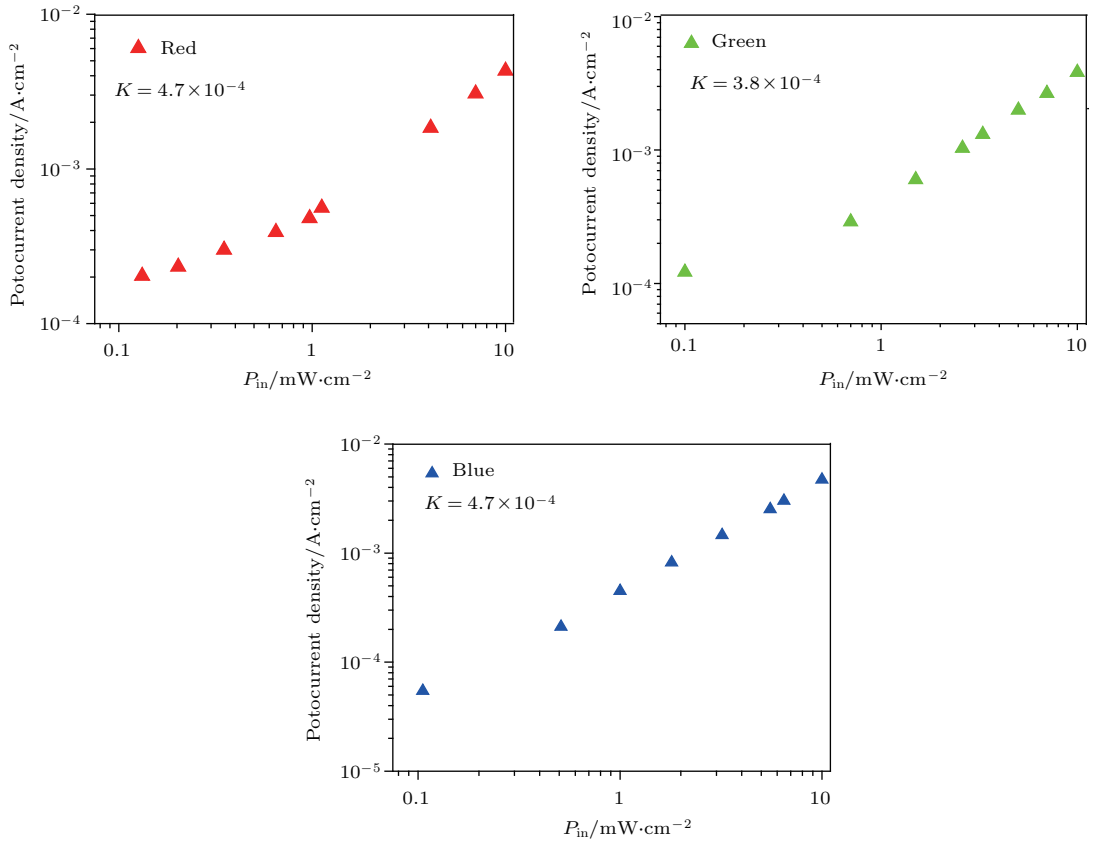 10⁻²
Red
K = 4.7×10⁻⁴
10⁻³
10⁻⁴
Potocurrent density/A·cm⁻²
0.1 1 10
P_in/mW·cm⁻²
10⁻²
Green
K = 3.8×10⁻⁴
10⁻³
10⁻⁴
Potocurrent density/A·cm⁻²
0.1 1 10
P_in/mW·cm⁻²
10⁻²
Blue
K = 4.7×10⁻⁴
10⁻³
10⁻⁴
10⁻⁵
Potocurrent density/A·cm⁻²
0.1 1 10
P_in/mW·cm⁻²